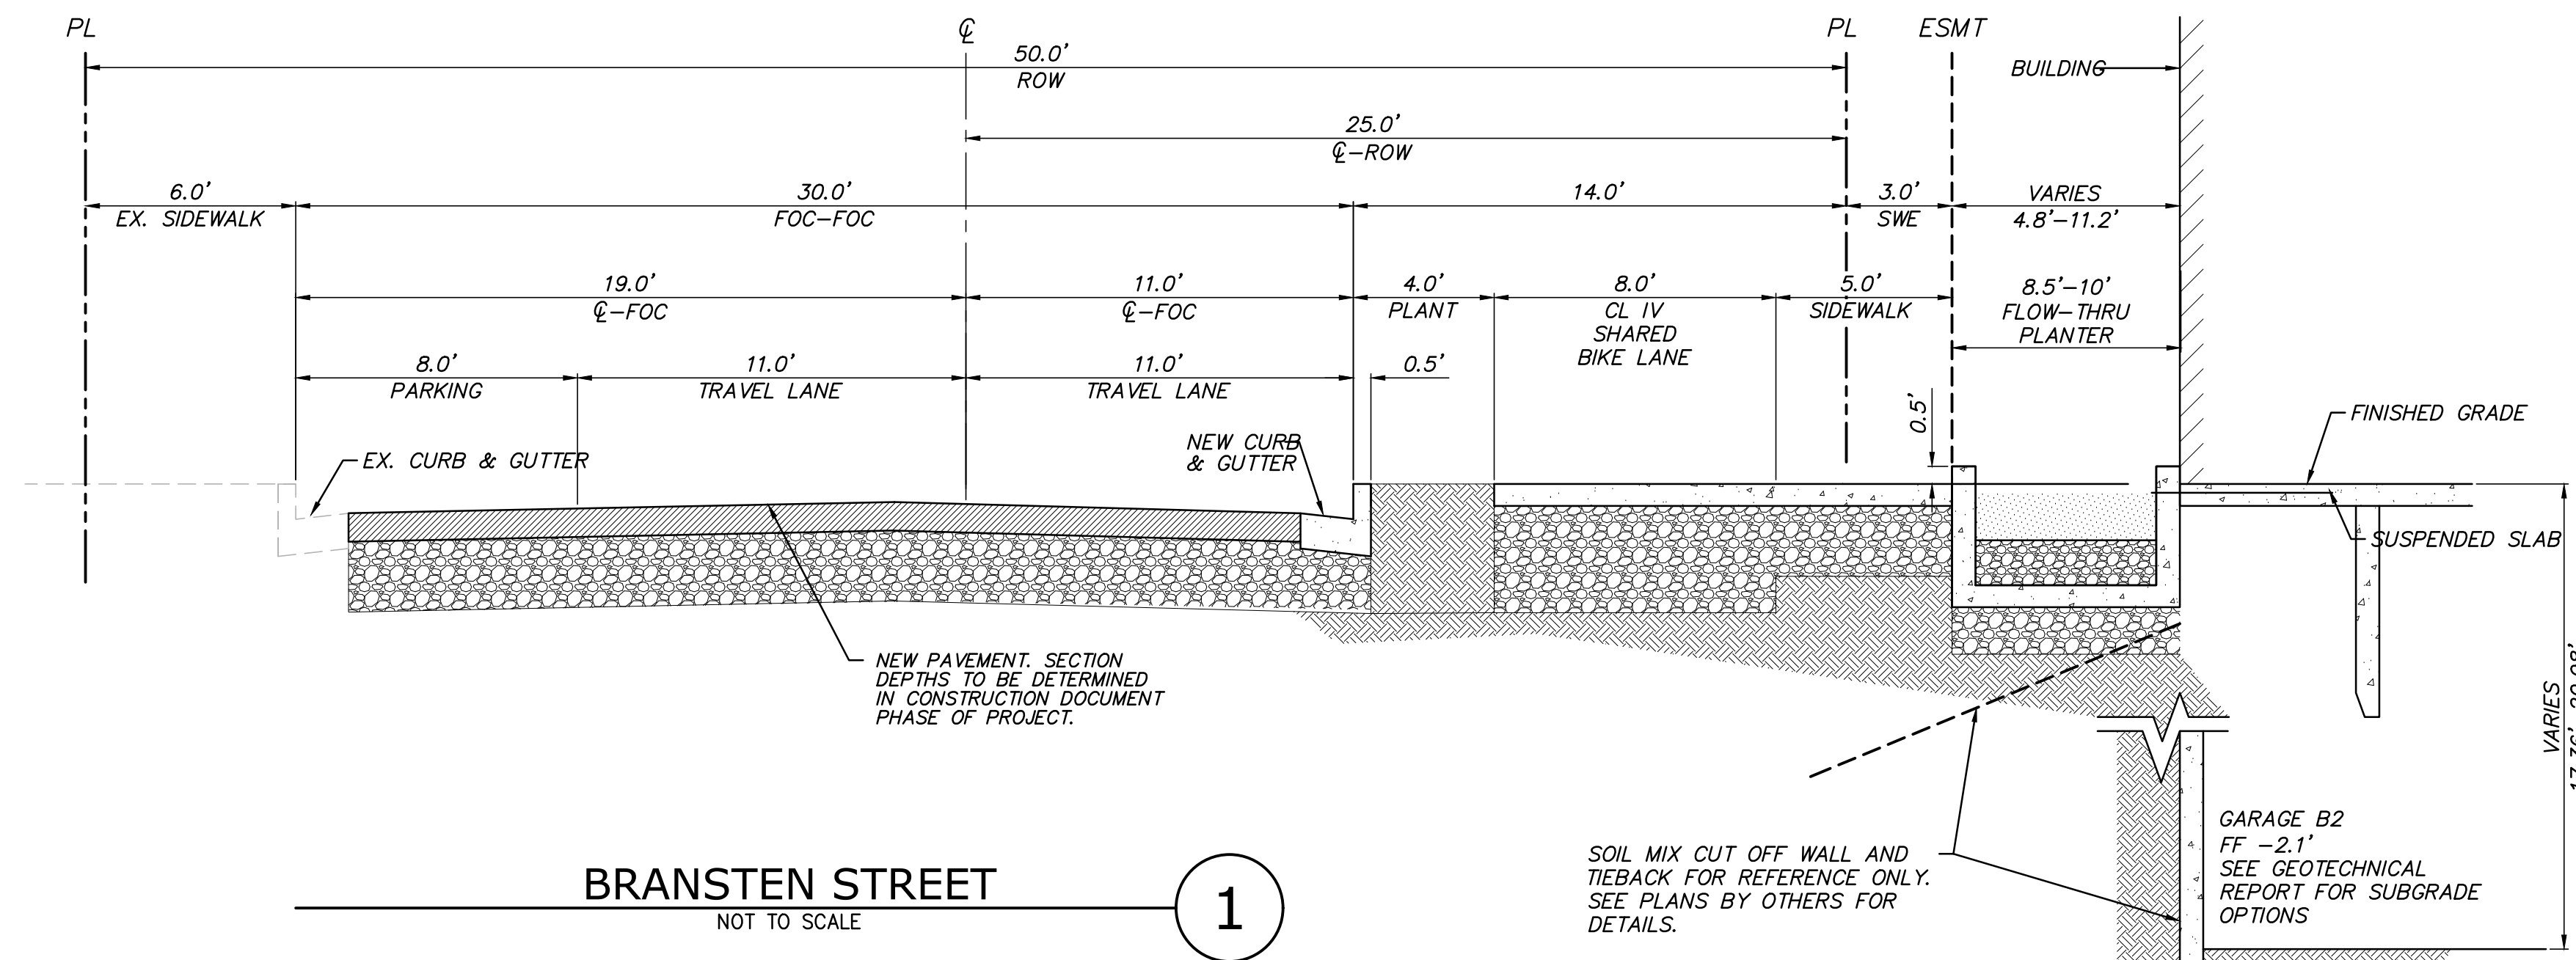 PL
℄
PL
ESMT
50.0'
ROW
BUILDING
25.0'
℄-ROW
6.0'
EX. SIDEWALK
30.0'
FOC-FOC
14.0'
3.0'
SWE
VARIES
4.8'-11.2'
19.0'
℄-FOC
11.0'
℄-FOC
4.0'
PLANT
8.0'
CL IV
SHARED
BIKE LANE
5.0'
SIDEWALK
8.5'-10'
FLOW-THRU
PLANTER
8.0'
PARKING
11.0'
TRAVEL LANE
11.0'
TRAVEL LANE
0.5'
0.5'
FINISHED GRADE
EX. CURB & GUTTER
NEW CURB
& GUTTER
SUSPENDED SLAB
NEW PAVEMENT. SECTION
DEPTHS TO BE DETERMINED
IN CONSTRUCTION DOCUMENT
PHASE OF PROJECT.
VARIES
SOIL MIX CUT OFF WALL AND
TIEBACK FOR REFERENCE ONLY.
SEE PLANS BY OTHERS FOR
DETAILS.
GARAGE B2
FF -2.1'
SEE GEOTECHNICAL
REPORT FOR SUBGRADE
OPTIONS
BRANSTEN STREET
NOT TO SCALE
1